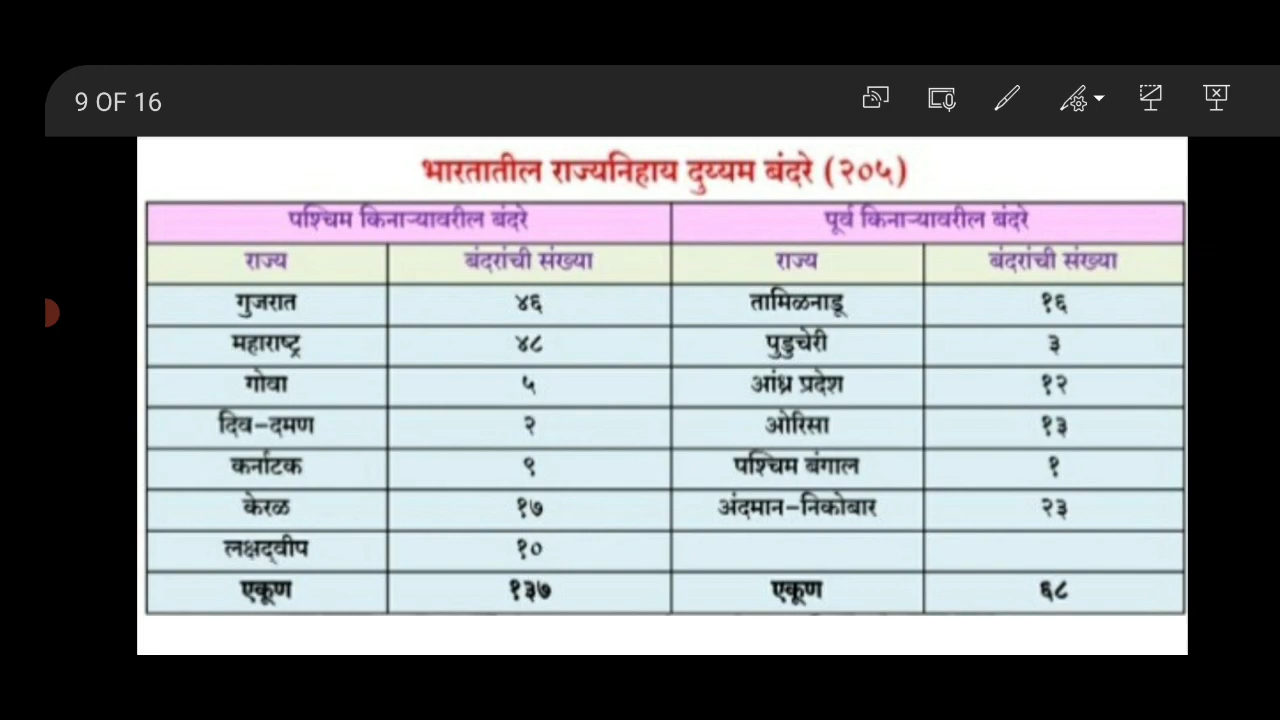 9 OF 16
भारतातील राज्यनिहाय दुय्यम बंदरे (२०५)
पश्चिम किनाऱ्यावरील बंदरे पूर्व किनाऱ्यावरील बंदरे
राज्य बंदरांची संख्या राज्य बंदरांची संख्या
गुजरात ४६ तामिळनाडू १६
महाराष्ट्र ४८ पुडुचेरी ३
गोवा ५ आंध्र प्रदेश १२
दिव-दमण २ ओरिसा १३
कर्नाटक ९ पश्चिम बंगाल १
केरळ १७ अंदमान-निकोबार २३
लक्षद्वीप १०
एकूण १३७ एकूण ६८